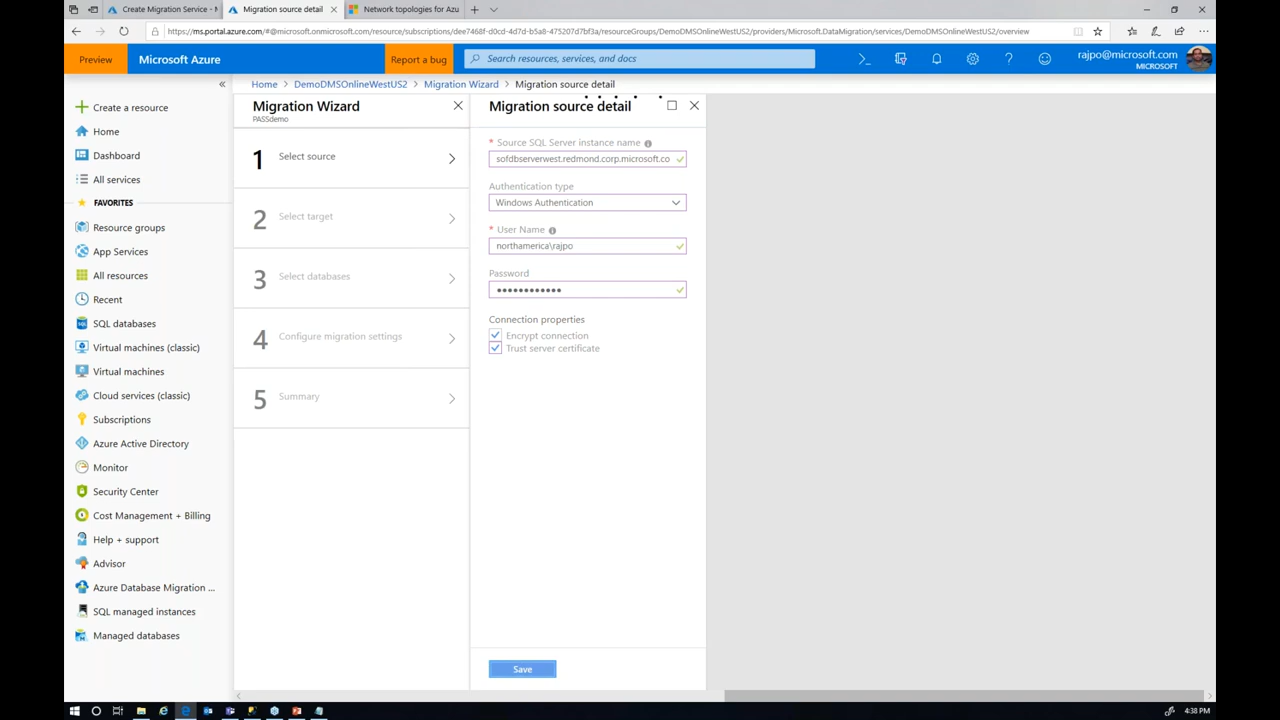 Create Migration Service - M
Migration source detail
Network topologies for Azu
https://ms.portal.azure.com/#@microsoft.onmicrosoft.com/resource/subscriptions/dee7468f-d0cd-4d7d-b5a8-475207d7bf3a/resourceGroups/DemoDMSOnlineWestUS2/providers/Microsoft.DataMigration/services/DemoDMSOnlineWestUS2/overview
Preview
Microsoft Azure
Report a bug
Search resources, services, and docs
rajpo@microsoft.com
MICROSOFT
Home > DemoDMSOnlineWestUS2 > Migration Wizard > Migration source detail
Create a resource
Home
Dashboard
All services
FAVORITES
Resource groups
App Services
All resources
Recent
SQL databases
Virtual machines (classic)
Virtual machines
Cloud services (classic)
Subscriptions
Azure Active Directory
Monitor
Security Center
Cost Management + Billing
Help + support
Advisor
Azure Database Migration ...
SQL managed instances
Managed databases
Migration Wizard
PASSdemo
1 Select source
2 Select target
3 Select databases
4 Configure migration settings
5 Summary
Migration source detail
* Source SQL Server instance name
sofdbserverwest.redmond.corp.microsoft.co
Authentication type
Windows Authentication
* User Name
northamerica\rajpo
Password
••••••••••••
Connection properties
Encrypt connection
Trust server certificate
Save
4:38 PM